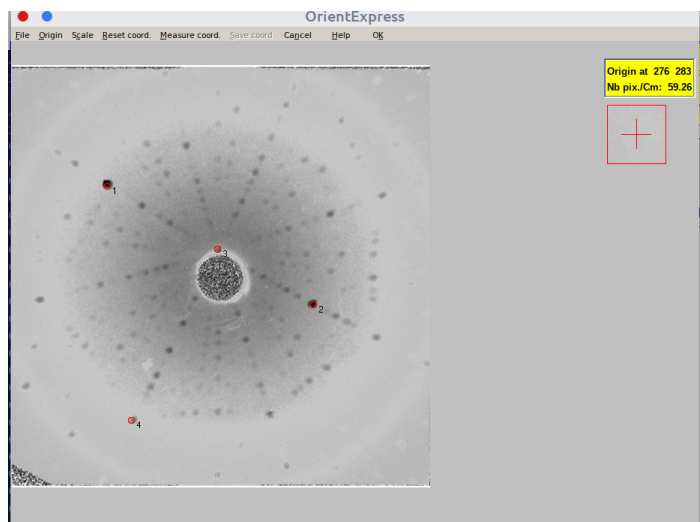 OrientExpress
File Origin Scale Reset coord. Measure coord. Save coord Cancel Help OK
Origin at 276 283
Nb pix./Cm: 59.26
1
3
2
4